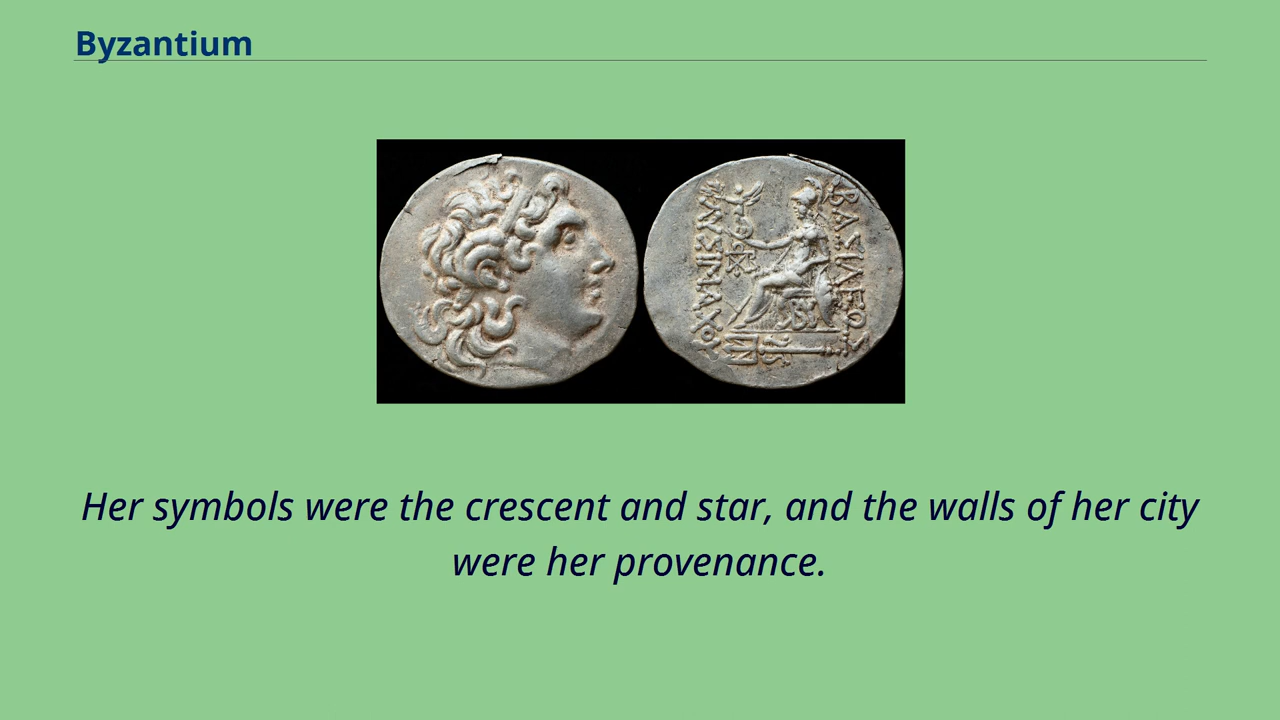 Byzantium
ΛΥΣΙΜΑΧΟΥ
ΒΑΣΙΛΕΩΣ
Her symbols were the crescent and star, and the walls of her city
were her provenance.